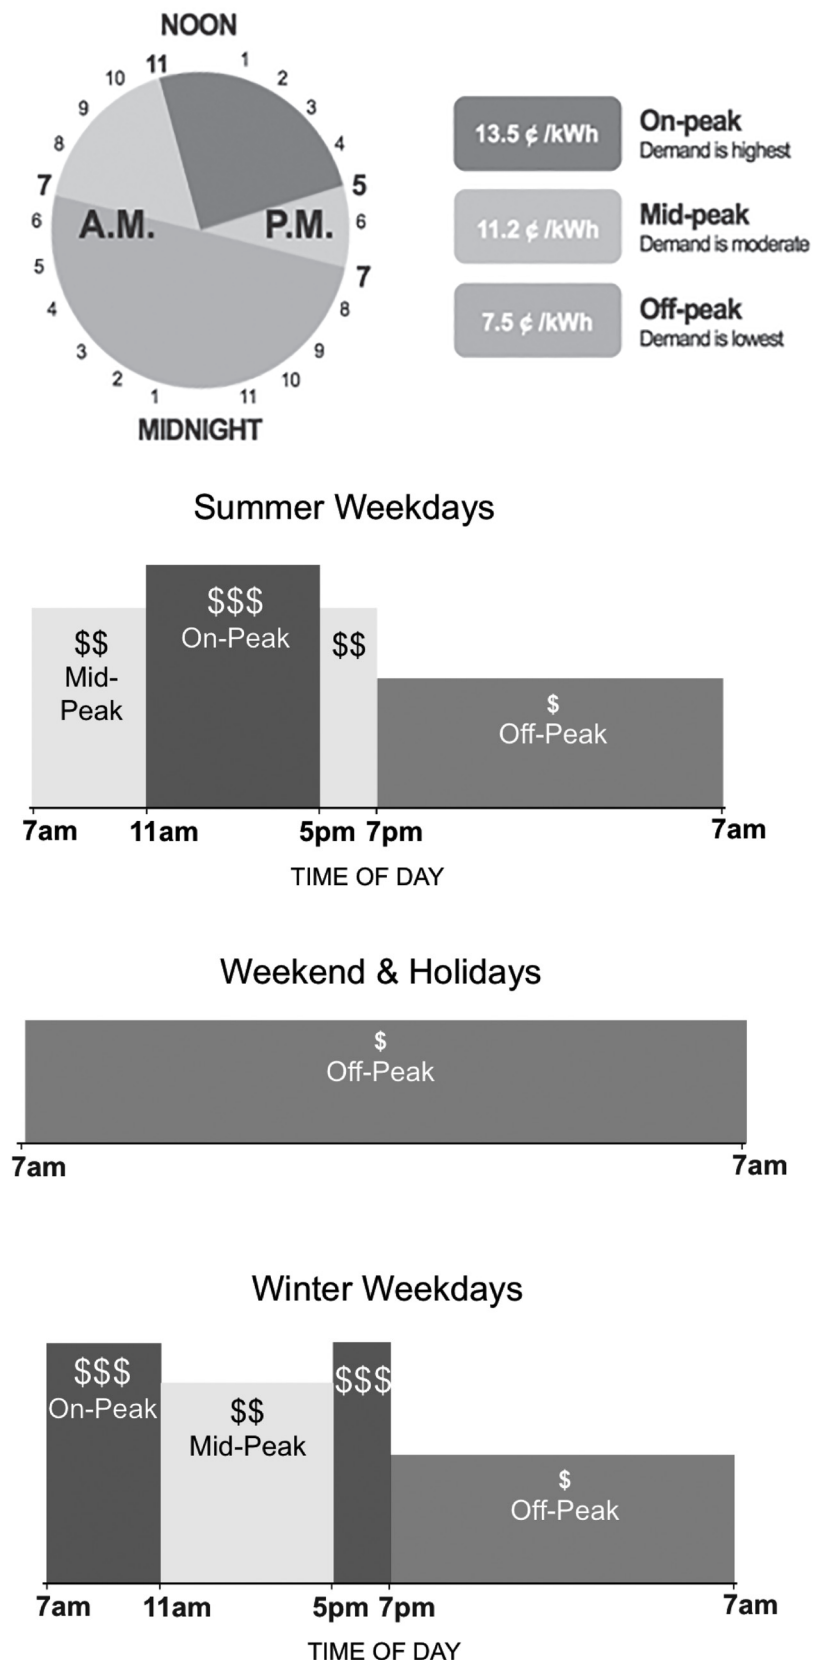 NOON
11
1
10
2
9
3
8
4
7
5
A.M.
P.M.
6
6
5
7
4
8
3
9
2
10
1
11
MIDNIGHT
13.5 ¢ /kWh
On-peak
Demand is highest
11.2 ¢ /kWh
Mid-peak
Demand is moderate
7.5 ¢ /kWh
Off-peak
Demand is lowest
Summer Weekdays
$$
Mid-
Peak
$$$
On-Peak
$$
$
Off-Peak
7am 11am 5pm 7pm 7am
TIME OF DAY
Weekend & Holidays
$
Off-Peak
7am 7am
Winter Weekdays
$$$
On-Peak
$$
Mid-Peak
$$$
$
Off-Peak
7am 11am 5pm 7pm 7am
TIME OF DAY